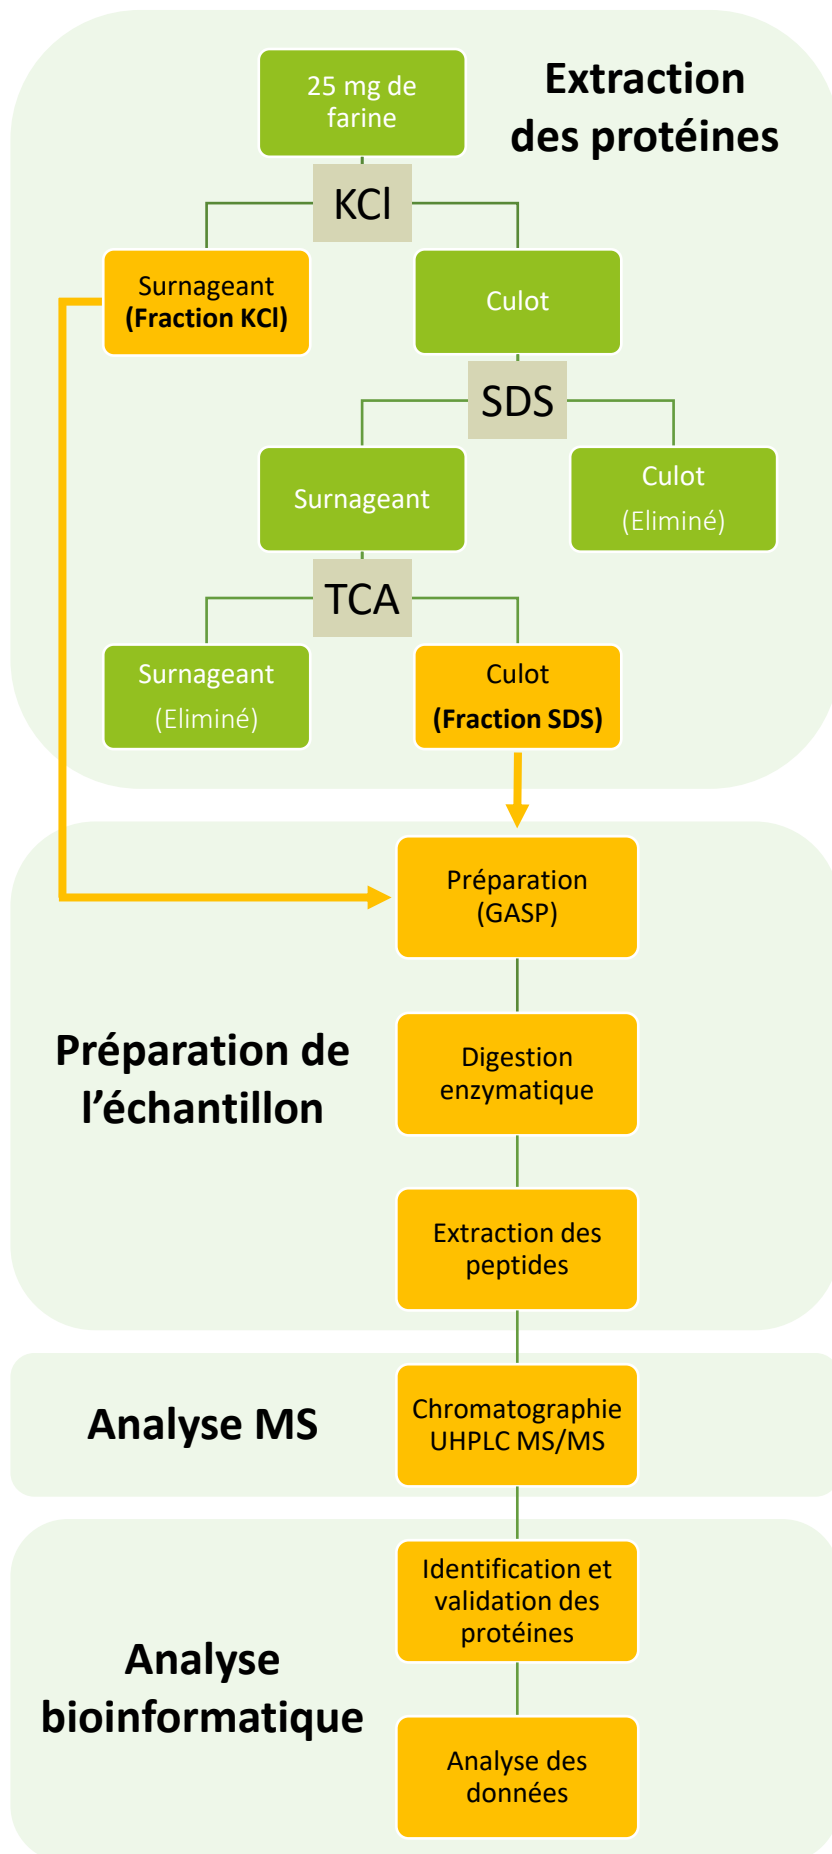 Extraction
des protéines
25 mg de
farine
KCl
Surnageant
(Fraction KCl)
Culot
SDS
Surnageant
Culot
(Eliminé)
TCA
Surnageant
(Eliminé)
Culot
(Fraction SDS)
Préparation de
l’échantillon
Préparation
(GASP)
Digestion
enzymatique
Extraction des
peptides
Analyse MS
Chromatographie
UHPLC MS/MS
Analyse
bioinformatique
Identification et
validation des
protéines
Analyse des
données